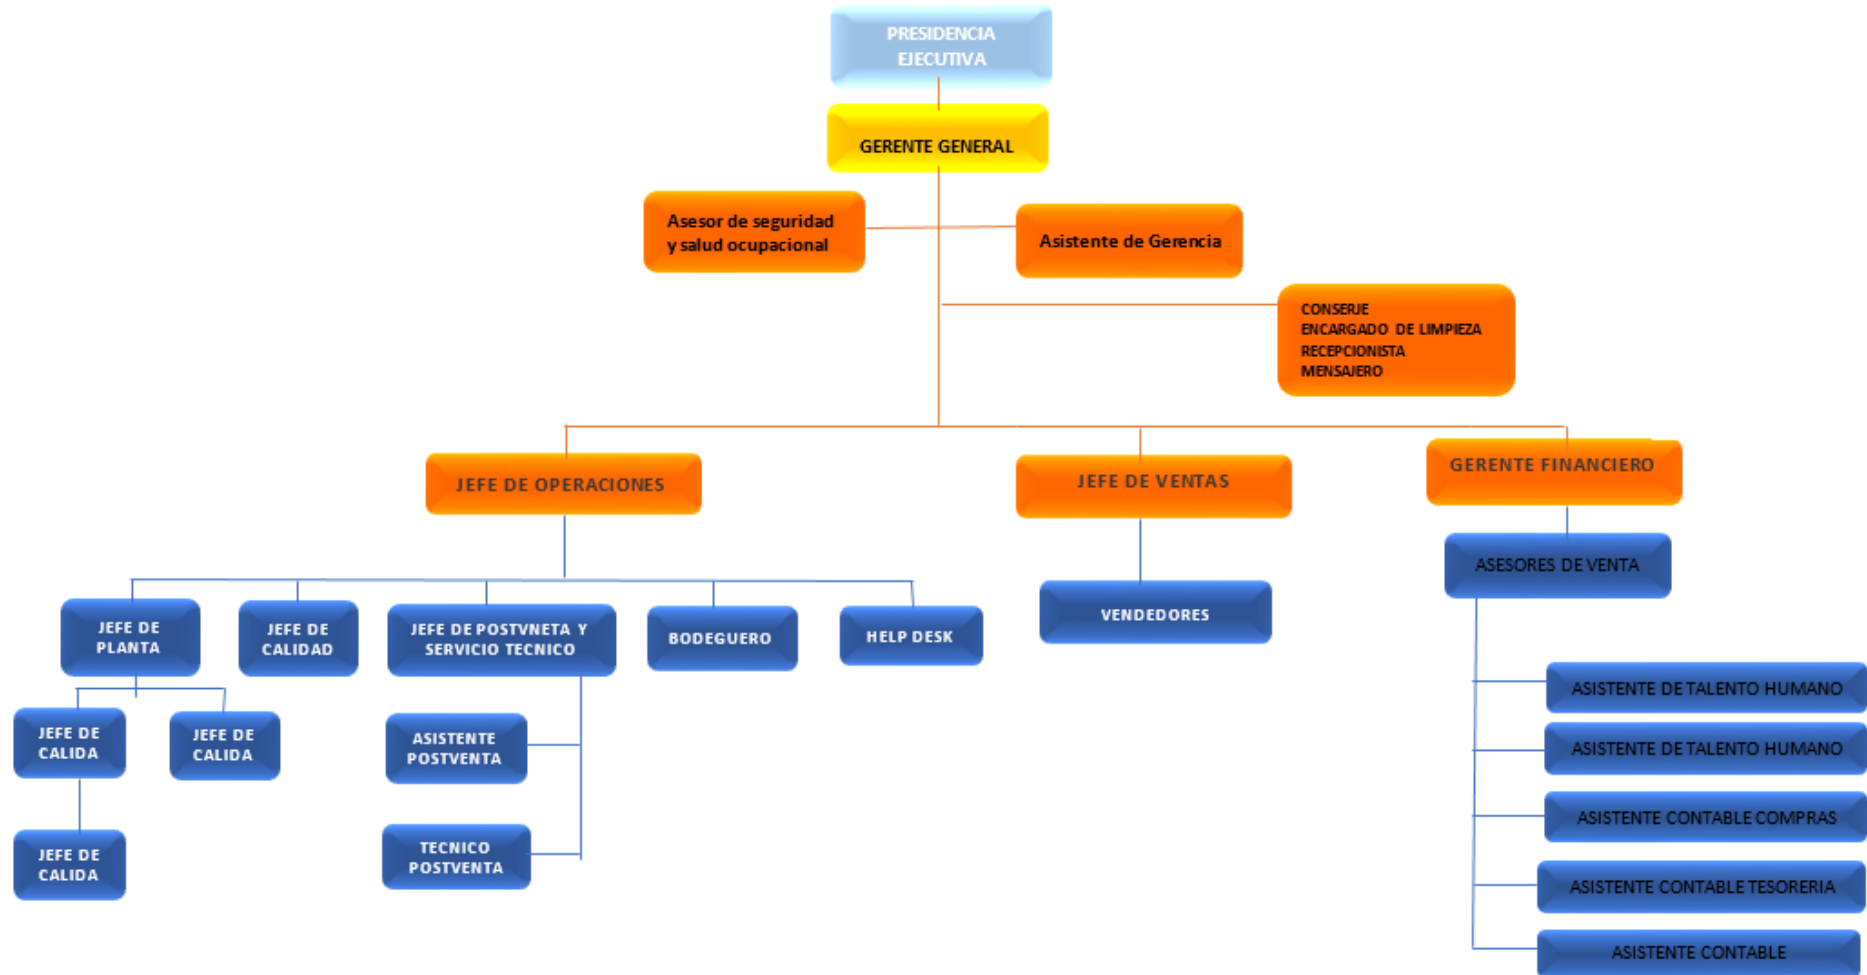 PRESIDENCIA
EJECUTIVA
GERENTE GENERAL
Asesor de seguridad
y salud ocupacional
Asistente de Gerencia
CONSERJE
ENCARGADO DE LIMPIEZA
RECEPCIONISTA
MENSAJERO
JEFE DE OPERACIONES
JEFE DE VENTAS
GERENTE FINANCIERO
ASESORES DE VENTA
JEFE DE
PLANTA
JEFE DE
CALIDAD
JEFE DE POSTVNETA Y
SERVICIO TECNICO
BODEGUERO
HELP DESK
VENDEDORES
JEFE DE
CALIDA
JEFE DE
CALIDA
ASISTENTE
POSTVENTA
JEFE DE
CALIDA
TECNICO
POSTVENTA
ASISTENTE DE TALENTO HUMANO
ASISTENTE DE TALENTO HUMANO
ASISTENTE CONTABLE COMPRAS
ASISTENTE CONTABLE TESORERIA
ASISTENTE CONTABLE